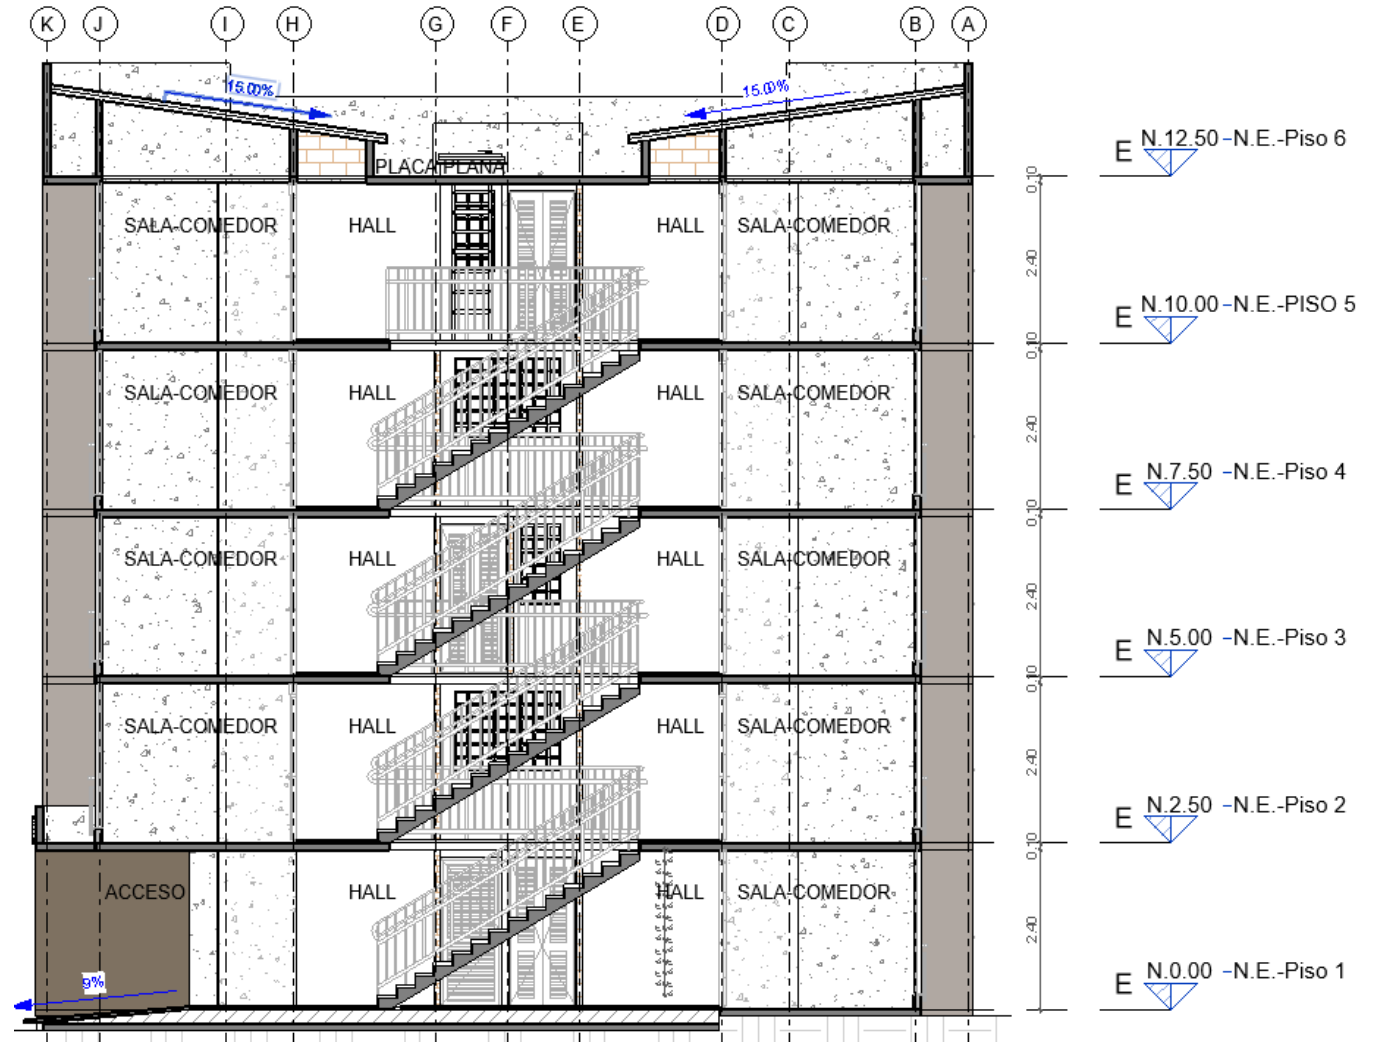 K J I H G F E D C B A
15.00% 15.00%
E N.12.50 –N.E.-Piso 6
PLACA PLANA
0.10
SALA-COMEDOR HALL HALL SALA-COMEDOR
2.40
E N.10.00 –N.E.-PISO 5
0.10
SALA-COMEDOR HALL HALL SALA-COMEDOR
2.40
E N.7.50 –N.E.-Piso 4
0.10
SALA-COMEDOR HALL HALL SALA-COMEDOR
2.40
E N.5.00 –N.E.-Piso 3
0.10
SALA-COMEDOR HALL HALL SALA-COMEDOR
2.40
E N.2.50 –N.E.-Piso 2
0.10
ACCESO HALL HALL SALA-COMEDOR
2.40
E N.0.00 –N.E.-Piso 1
9%